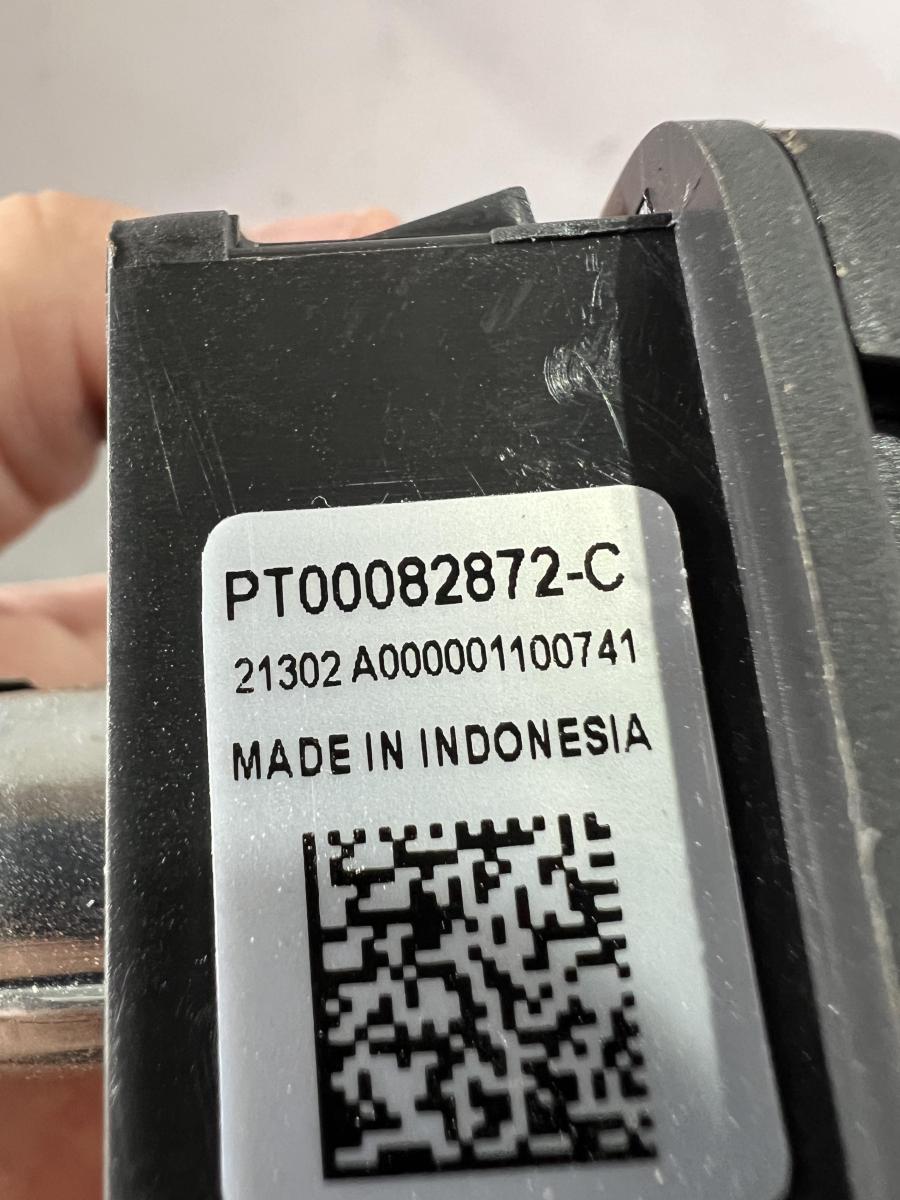 PT00082872-C
21302 A000001100741
MADE IN INDONESIA